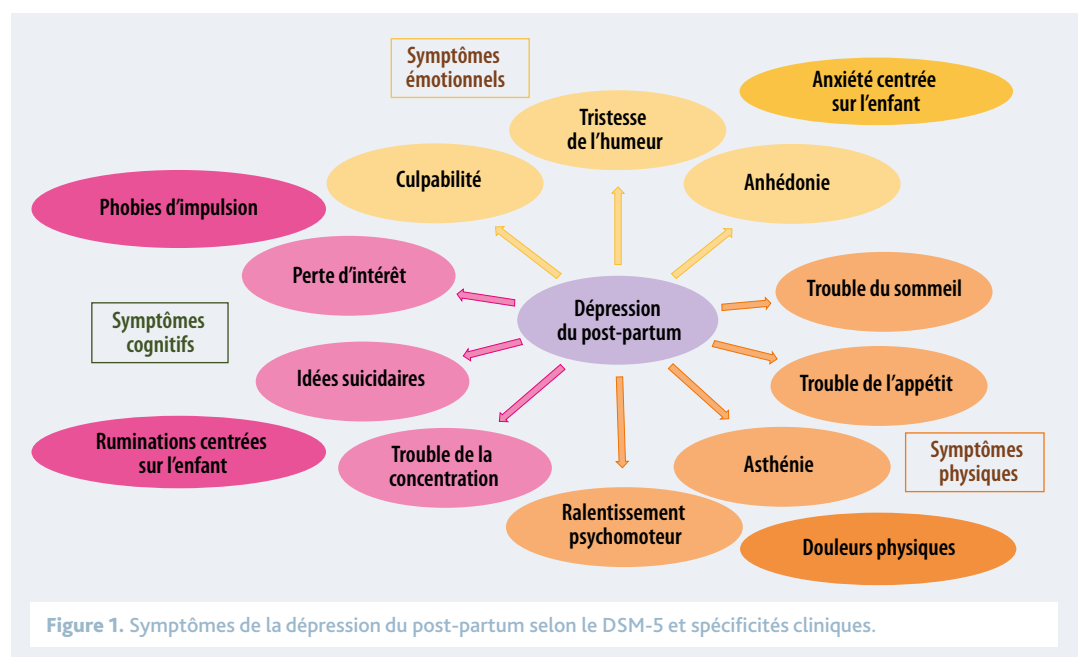 Symptômes
émotionnels
Anxiété centrée
sur l'enfant
Tristesse
de l'humeur
Culpabilité
Anhédonie
Phobies d'impulsion
Perte d'intérêt
Trouble du sommeil
Dépression
du post-partum
Symptômes
cognitifs
Idées suicidaires
Trouble de l'appétit
Ruminations centrées
sur l'enfant
Trouble de la
concentration
Asthénie
Symptômes
physiques
Ralentissement
psychomoteur
Douleurs physiques
Figure 1. Symptômes de la dépression du post-partum selon le DSM-5 et spécificités cliniques.